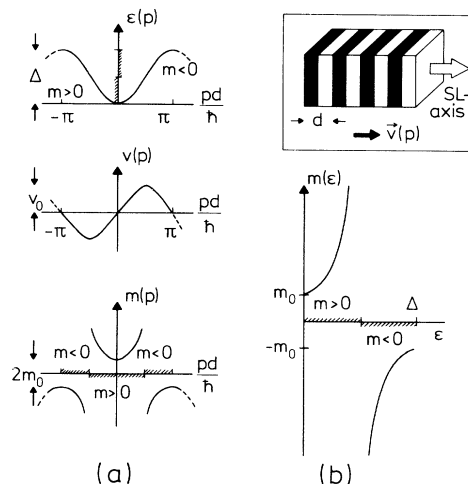 ε(p)
Δ
m>0
m<0
pd
ħ
-π
π
v(p)
v₀
pd
ħ
-π
π
m(p)
m<0
m<0
2m₀
m>0
pd
ħ
(a)
SL-
axis
d
v⃗(p)
m(ε)
m₀
m>0
Δ
-m₀
m<0
ε
(b)